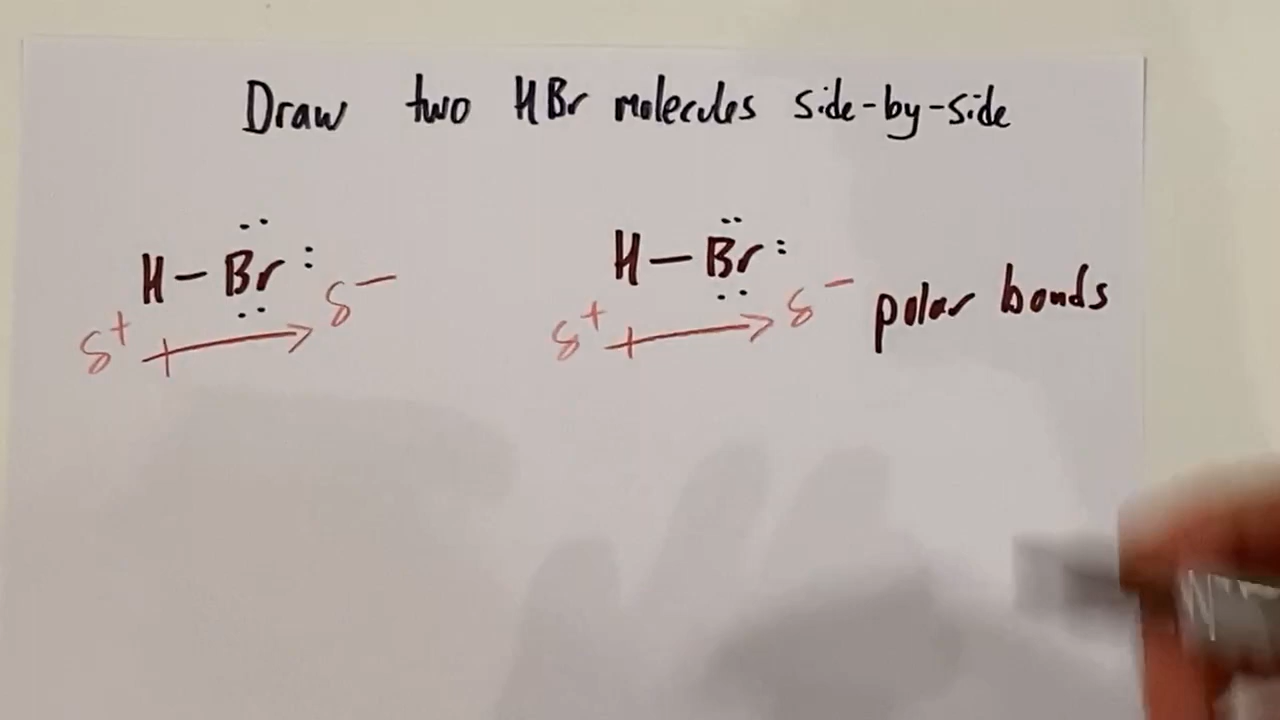 Draw two HBr molecules side-by-side
H–Br: H–Br:
δ+ δ– δ+ δ– polar bonds